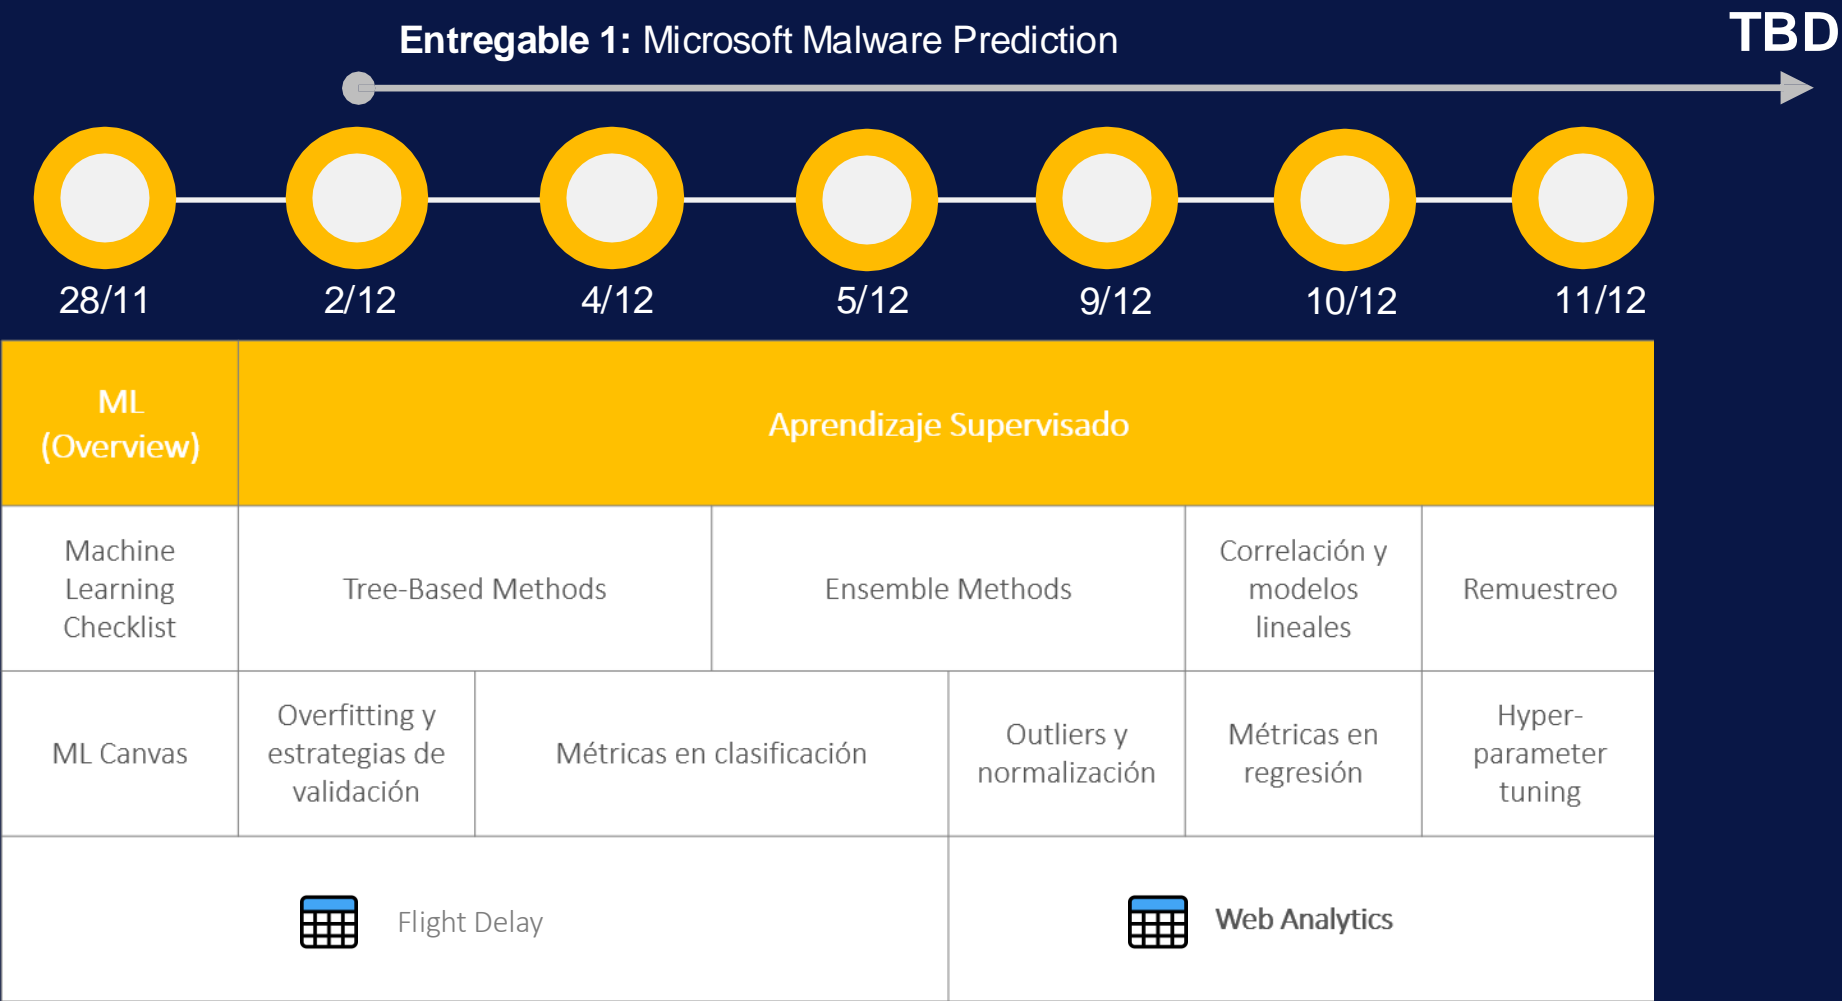 Entregable 1: Microsoft Malware Prediction
TBD
28/11
2/12
4/12
5/12
9/12
10/12
11/12
ML
(Overview)
Aprendizaje Supervisado
Machine
Learning
Checklist
Tree-Based Methods
Ensemble Methods
Correlación y
modelos
lineales
Remuestreo
ML Canvas
Overfitting y
estrategias de
validación
Métricas en clasificación
Outliers y
normalización
Métricas en
regresión
Hyper-
parameter
tuning
Flight Delay
Web Analytics